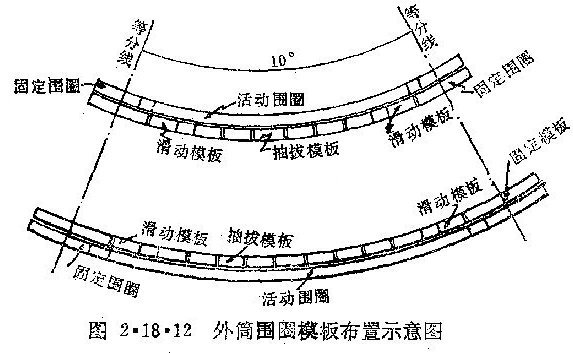 等分线
等分线
10°
固定围圈
活动围圈
固定围圈
滑动模板
抽拔模板
滑动模板
固定模板
滑动模板
抽拔模板
滑动模板
固定围圈
活动围圈
图 2·18·12 外筒围圈模板布置示意图